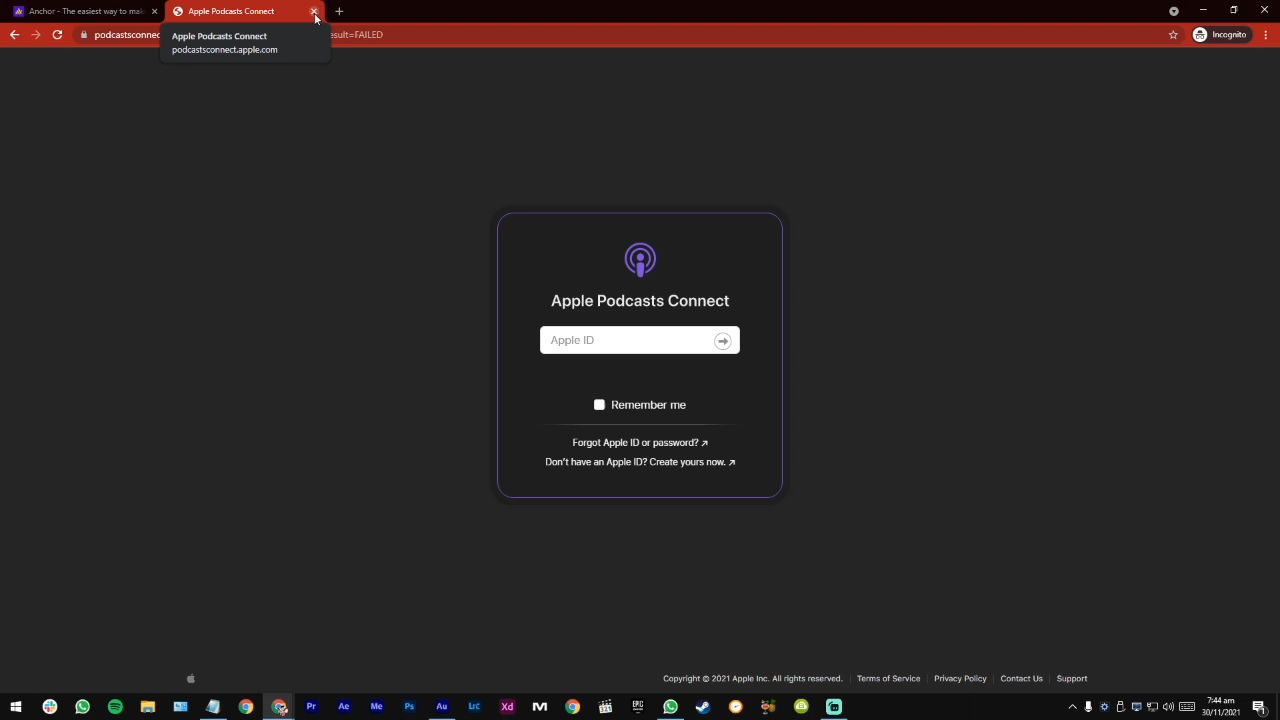 Anchor - The easiest way to mak
Apple Podcasts Connect
podcastsconnec
esult=FAILED
Incognito
Apple Podcasts Connect
podcastsconnect.apple.com
Apple Podcasts Connect
Apple ID
Remember me
Forgot Apple ID or password? ↗
Don't have an Apple ID? Create yours now. ↗
Copyright © 2021 Apple Inc. All rights reserved. | Terms of Service | Privacy Policy | Contact Us | Support
Pr Ae Me Ps Au Lrc Xd EPIC GAMES
7:44 am
30/11/2021